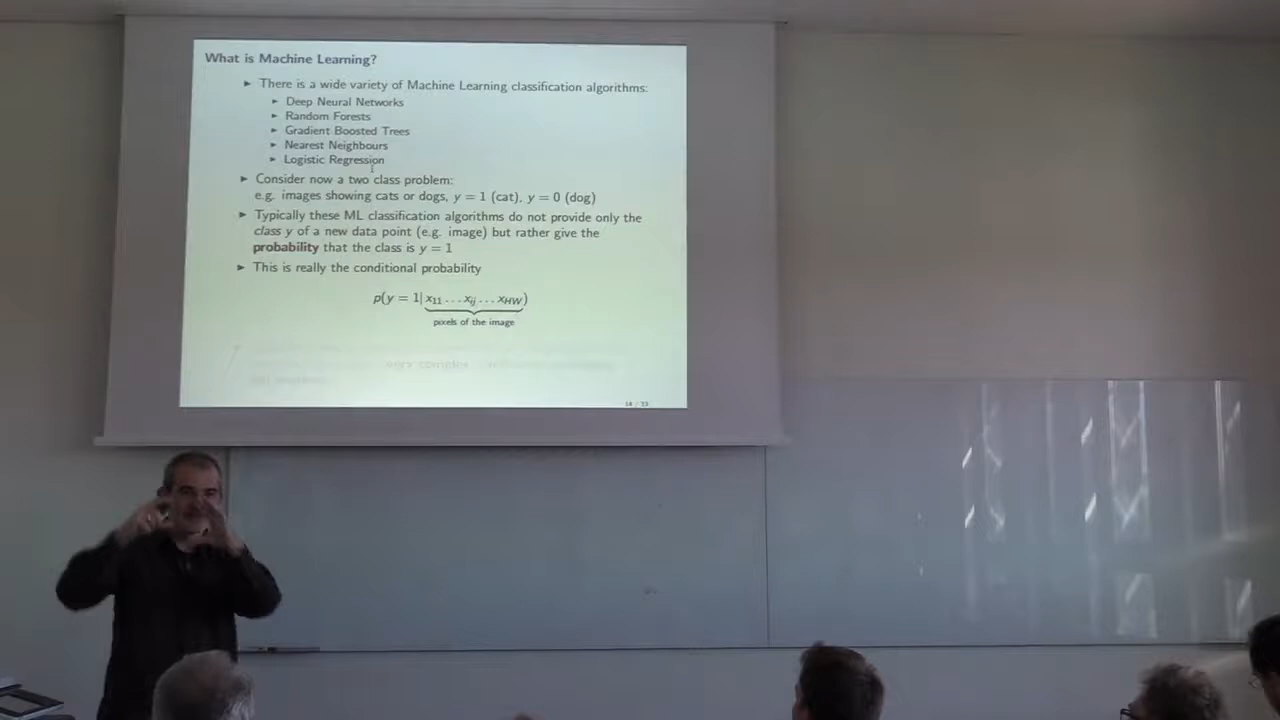 What is Machine Learning?
► There is a wide variety of Machine Learning classification algorithms:
► Deep Neural Networks
► Random Forests
► Gradient Boosted Trees
► Nearest Neighbours
► Logistic Regression
► Consider now a two class problem:
e.g. images showing cats or dogs, y = 1 (cat), y = 0 (dog)
► Typically these ML classification algorithms do not provide only the
class y of a new data point (e.g. image) but rather give the
probability that the class is y = 1
► This is really the conditional probability
p(y = 1| x11 ... xij ... xHW)
pixels of the image
very complex